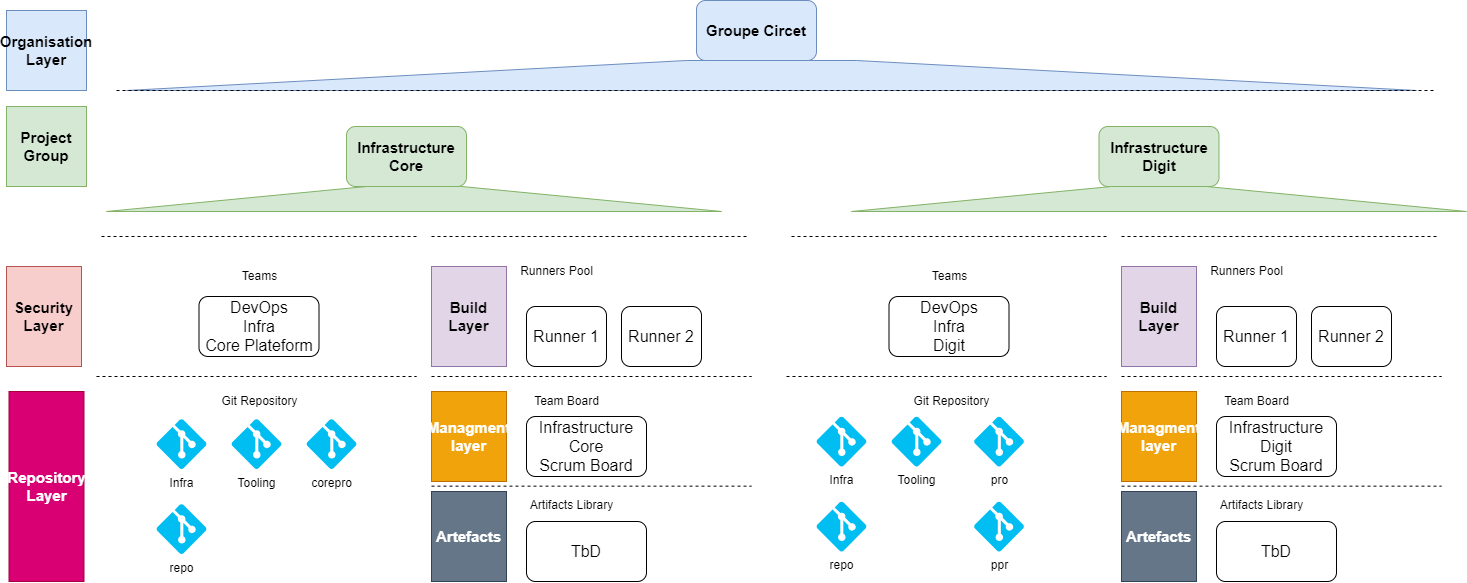 Organisation
Layer
Groupe Circet
Project
Group
Infrastructure
Core
Infrastructure
Digit
Security
Layer
Teams
DevOps
Infra
Core Plateform
Build
Layer
Runners Pool
Runner 1
Runner 2
Teams
DevOps
Infra
Digit
Build
Layer
Runners Pool
Runner 1
Runner 2
Repository
Layer
Git Repository
Infra
Tooling
corepro
repo
Managment
layer
Team Board
Infrastructure
Core
Scrum Board
Artefacts
Artifacts Library
TbD
Git Repository
Infra
Tooling
pro
repo
ppr
Managment
layer
Team Board
Infrastructure
Digit
Scrum Board
Artefacts
Artifacts Library
TbD